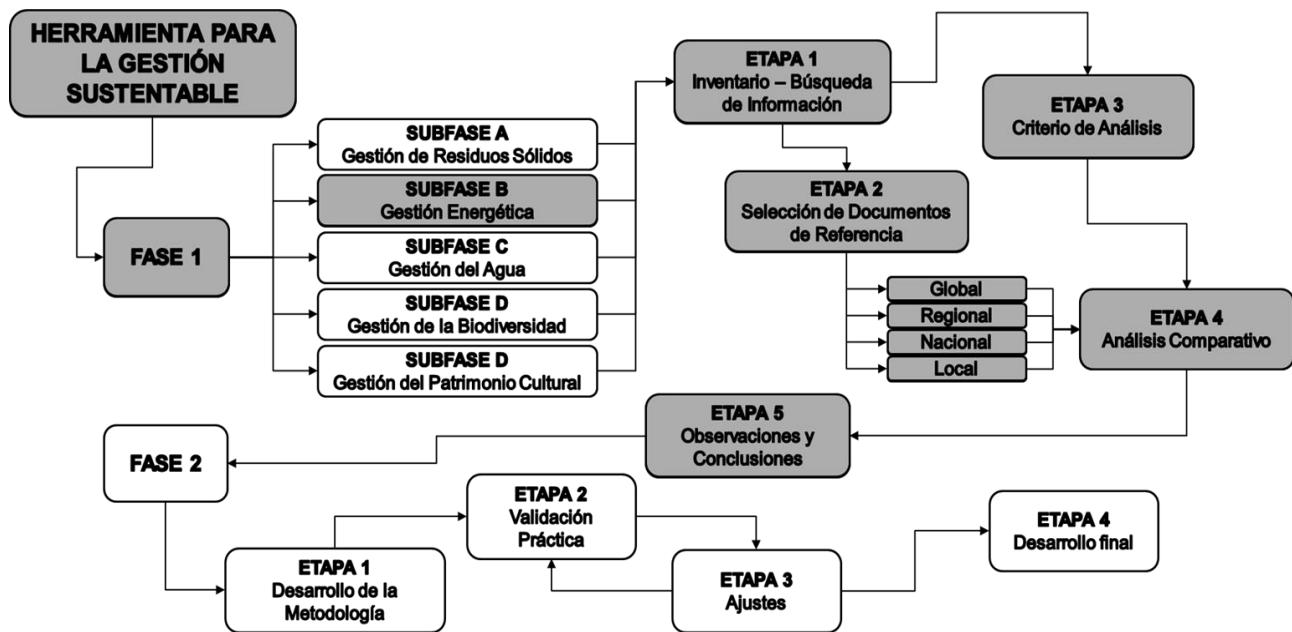 HERRAMIENTA PARA
LA GESTIÓN
SUSTENTABLE
FASE 1
SUBFASE A
Gestión de Residuos Sólidos
SUBFASE B
Gestión Energética
SUBFASE C
Gestión del Agua
SUBFASE D
Gestión de la Biodiversidad
SUBFASE D
Gestión del Patrimonio Cultural
ETAPA 1
Inventario – Búsqueda
de Información
ETAPA 2
Selección de Documentos
de Referencia
Global
Regional
Nacional
Local
ETAPA 3
Criterio de Análisis
ETAPA 4
Análisis Comparativo
ETAPA 5
Observaciones y
Conclusiones
FASE 2
ETAPA 1
Desarrollo de la
Metodología
ETAPA 2
Validación
Práctica
ETAPA 3
Ajustes
ETAPA 4
Desarrollo final